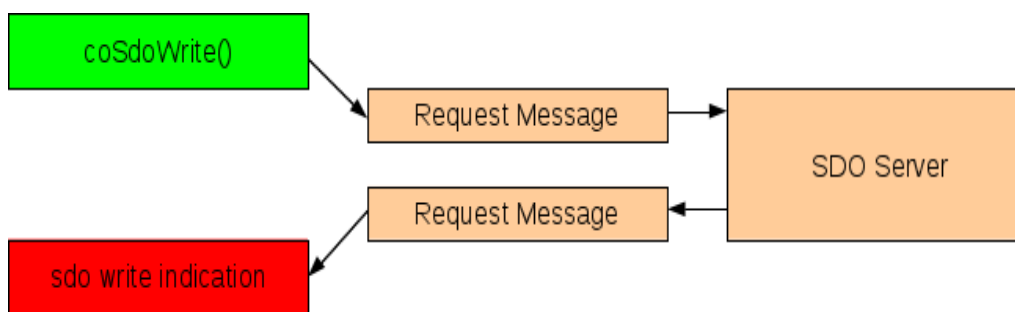 coSdoWrite()
Request Message
SDO Server
Request Message
sdo write indication